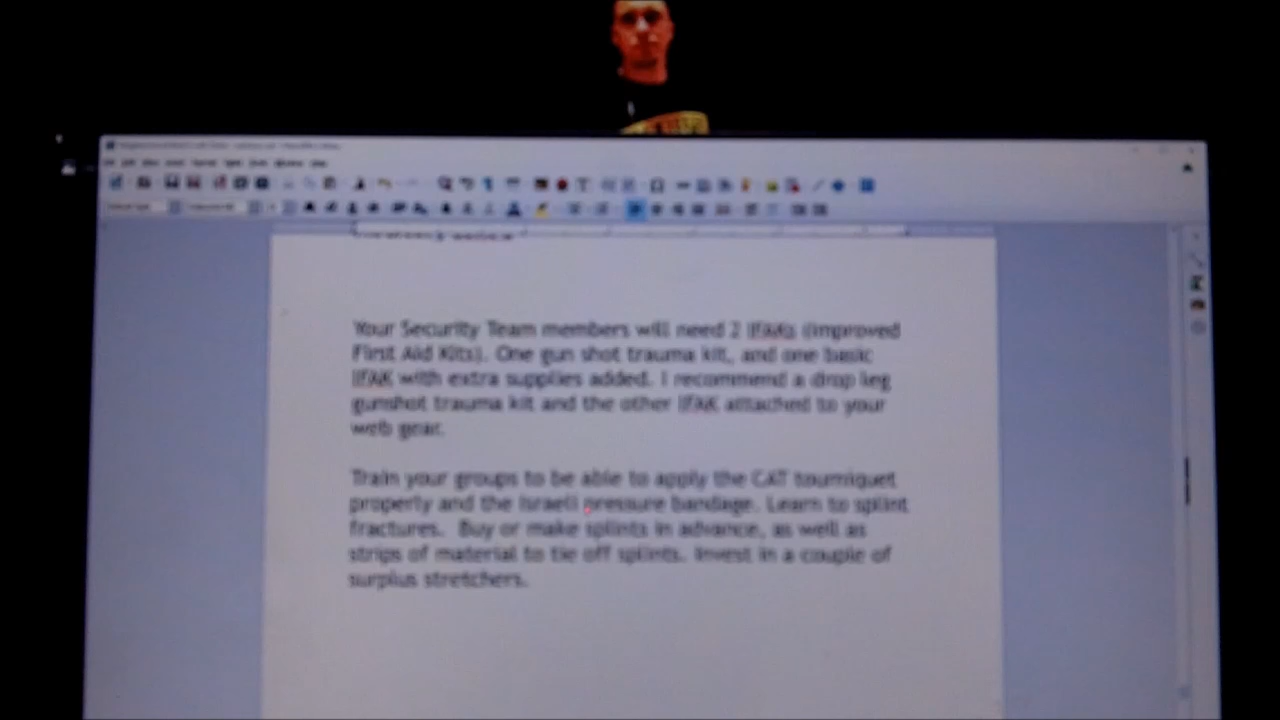 Your Security Team members will need 2 IFAKs (Improved
First Aid Kits). One gun shot trauma kit, and one basic
IFAK with extra supplies added. I recommend a drop leg
gunshot trauma kit and the other IFAK attached to your
web gear.
Train your groups to be able to apply the CAT tourniquet
properly and the Israeli pressure bandage. Learn to splint
fractures. Buy or make splints in advance, as well as
strips of material to tie off splints. Invest in a couple of
surplus stretchers.